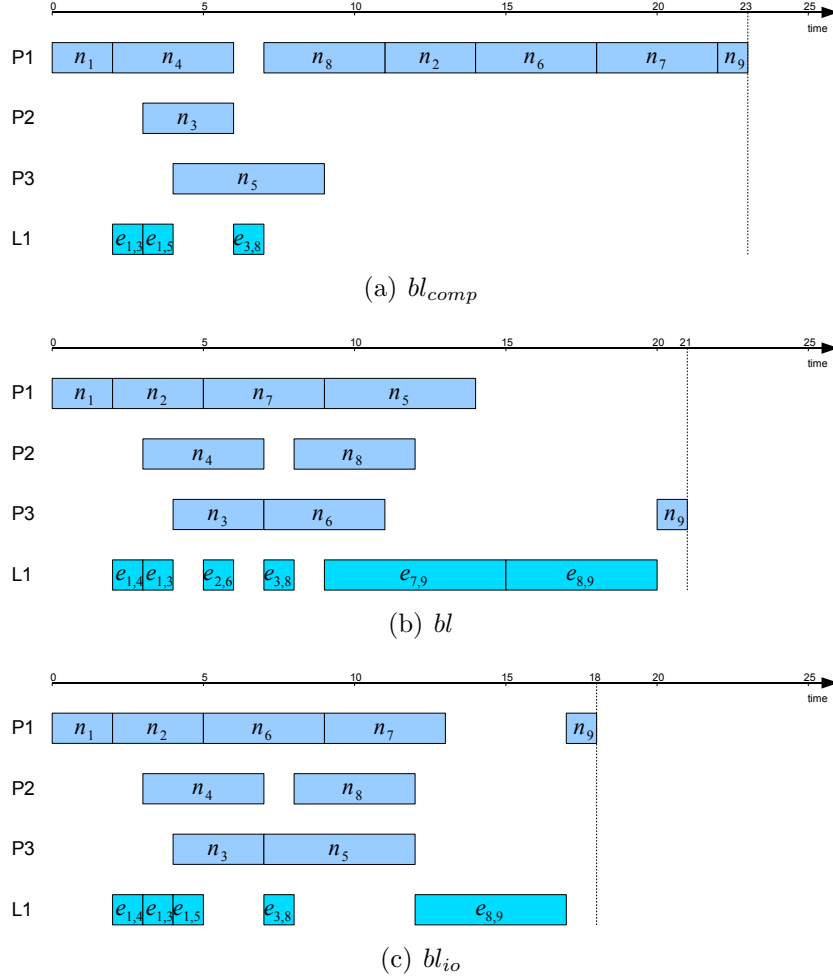 0 5 10 15 20 23 25
time
P1 n1 n4 n8 n2 n6 n7 n9
P2 n3
P3 n5
L1 e1,3 e1,5 e3,8
(a) blcomp
0 5 10 15 20 21 25
time
P1 n1 n2 n7 n5
P2 n4 n8
P3 n3 n6 n9
L1 e1,4 e1,3 e2,6 e3,8 e7,9 e8,9
(b) bl
0 5 10 15 18 20 25
time
P1 n1 n2 n6 n7 n9
P2 n4 n8
P3 n3 n5
L1 e1,4 e1,3 e1,5 e3,8 e8,9
(c) blio